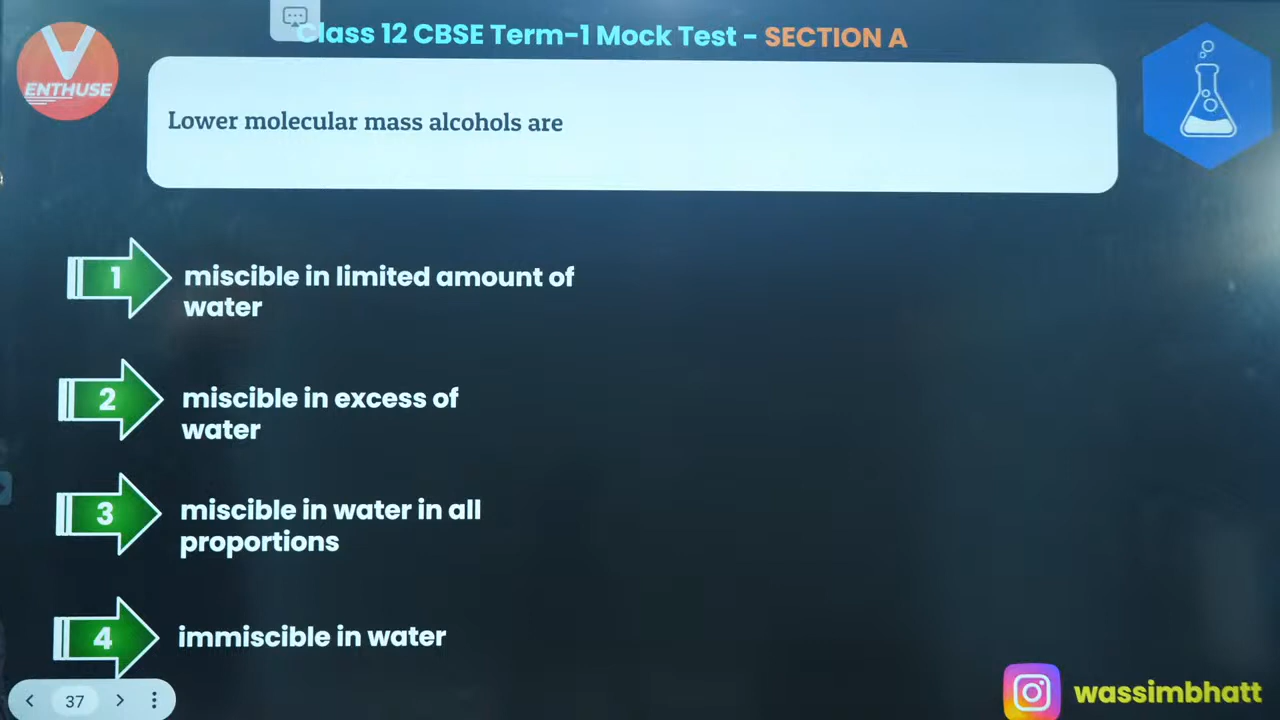 Class 12 CBSE Term-1 Mock Test - SECTION A
V
ENTHUSE
Lower molecular mass alcohols are
1
miscible in limited amount of
water
2
miscible in excess of
water
3
miscible in water in all
proportions
4
immiscible in water
37
wassimbhatt